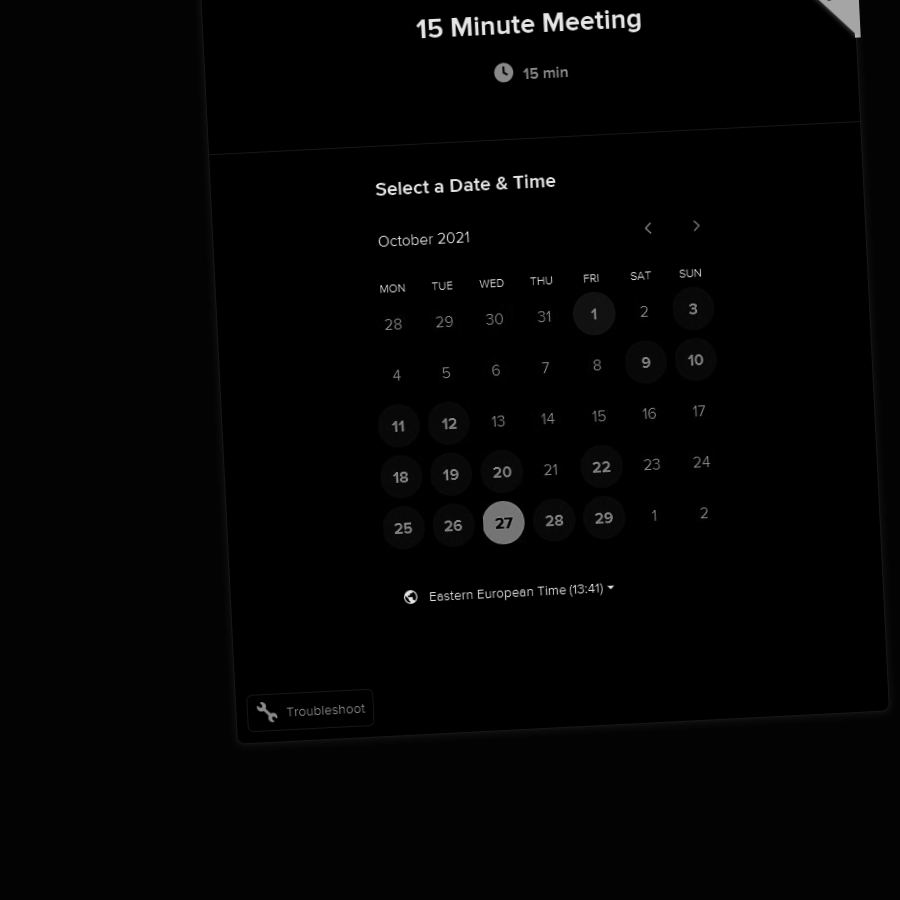 15 Minute Meeting
15 min
Select a Date & Time
October 2021
MON TUE WED THU FRI SAT SUN
28 29 30 31 1 2 3
4 5 6 7 8 9 10
11 12 13 14 15 16 17
18 19 20 21 22 23 24
25 26 27 28 29 1 2
Eastern European Time (13:41)
Troubleshoot